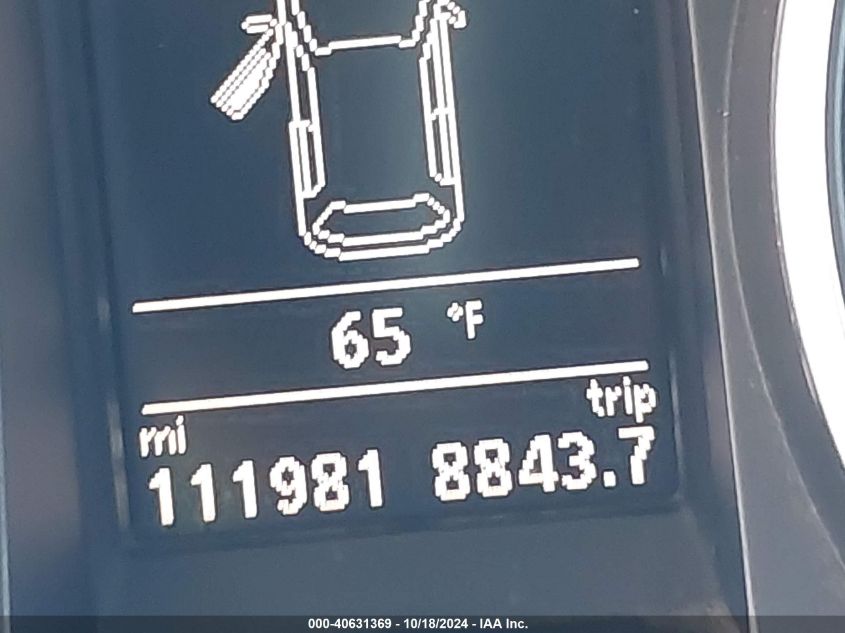 65 °F
mi trip
111981 8843.7
000-40631369 - 10/18/2024 - IAA Inc.